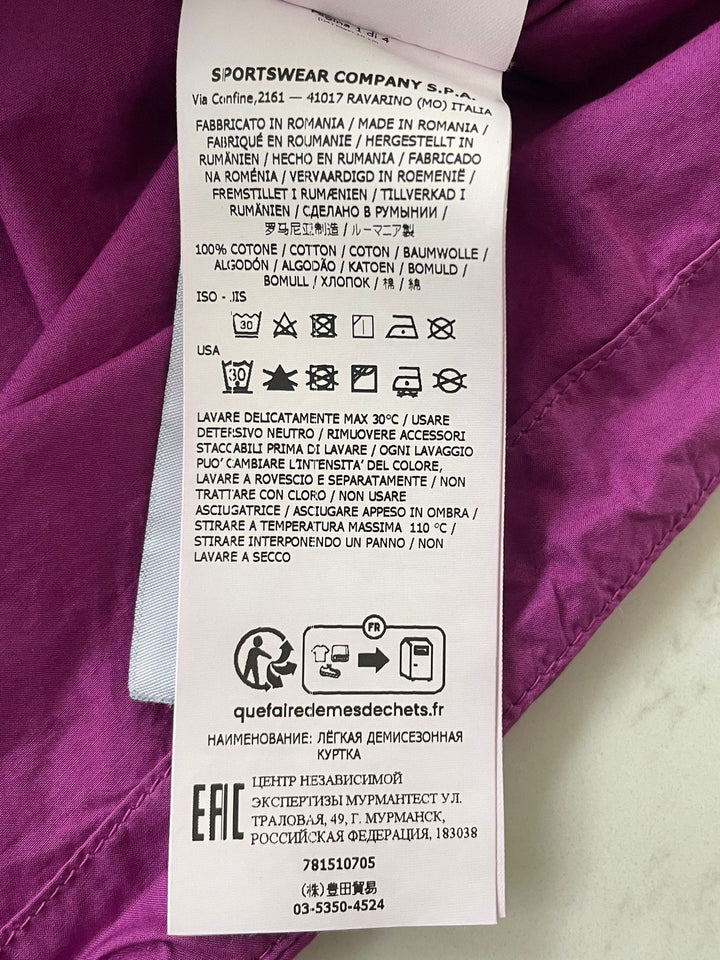 Pagina 1 di 4
SPORTSWEAR COMPANY S.P.A.
Via Confine,2161 — 41017 RAVARINO (MO) ITALIA
FABBRICATO IN ROMANIA / MADE IN ROMANIA /
FABRIQUÉ EN ROUMANIE / HERGESTELLT IN
RUMÄNIEN / HECHO EN RUMANIA / FABRICADO
NA ROMÉNIA / VERVAARDIGD IN ROEMENIË /
FREMSTILLET I RUMÆNIEN / TILLVERKAD I
RUMÄNIEN / СДЕЛАНО В РУМЫНИИ /
罗马尼亚制造 / ルーマニア製
100% COTONE / COTTON / COTON / BAUMWOLLE /
ALGODÓN / ALGODÃO / KATOEN / BOMULD /
BOMULL / ХЛОПОК / 棉 / 綿
ISO - JIS
30
USA
30
LAVARE DELICATAMENTE MAX 30°C / USARE
DETERSIVO NEUTRO / RIMUOVERE ACCESSORI
STACCABILI PRIMA DI LAVARE / OGNI LAVAGGIO
PUO' CAMBIARE L'INTENSITA' DEL COLORE,
LAVARE A ROVESCIO E SEPARATAMENTE / NON
TRATTARE CON CLORO / NON USARE
ASCIUGATRICE / ASCIUGARE APPESO IN OMBRA /
STIRARE A TEMPERATURA MASSIMA 110 °C /
STIRARE INTERPONENDO UN PANNO / NON
LAVARE A SECCO
FR
quefairedemesdechets.fr
НАИМЕНОВАНИЕ: ЛЁГКАЯ ДЕМИСЕЗОННАЯ
КУРТКА
EAC
ЦЕНТР НЕЗАВИСИМОЙ
ЭКСПЕРТИЗЫ МУРМАНТЕСТ УЛ.
ТРАЛОВАЯ, 49, Г. МУРМАНСК,
РОССИЙСКАЯ ФЕДЕРАЦИЯ, 183038
781510705
(株)豊田貿易
03-5350-4524